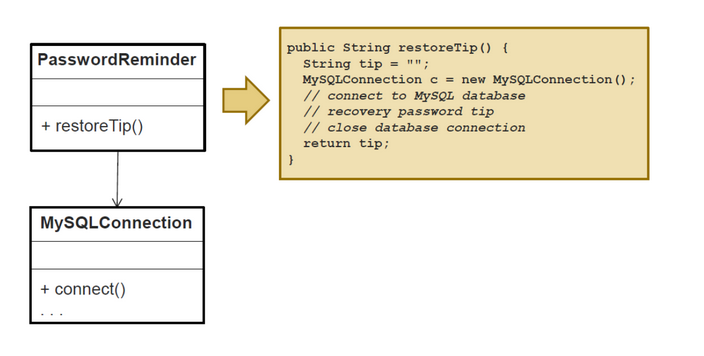 PasswordReminder
+ restoreTip()
MySQLConnection
+ connect()
. . .
public String restoreTip() {
String tip = "";
MySQLConnection c = new MySQLConnection();
// connect to MySQL database
// recovery password tip
// close database connection
return tip;
}